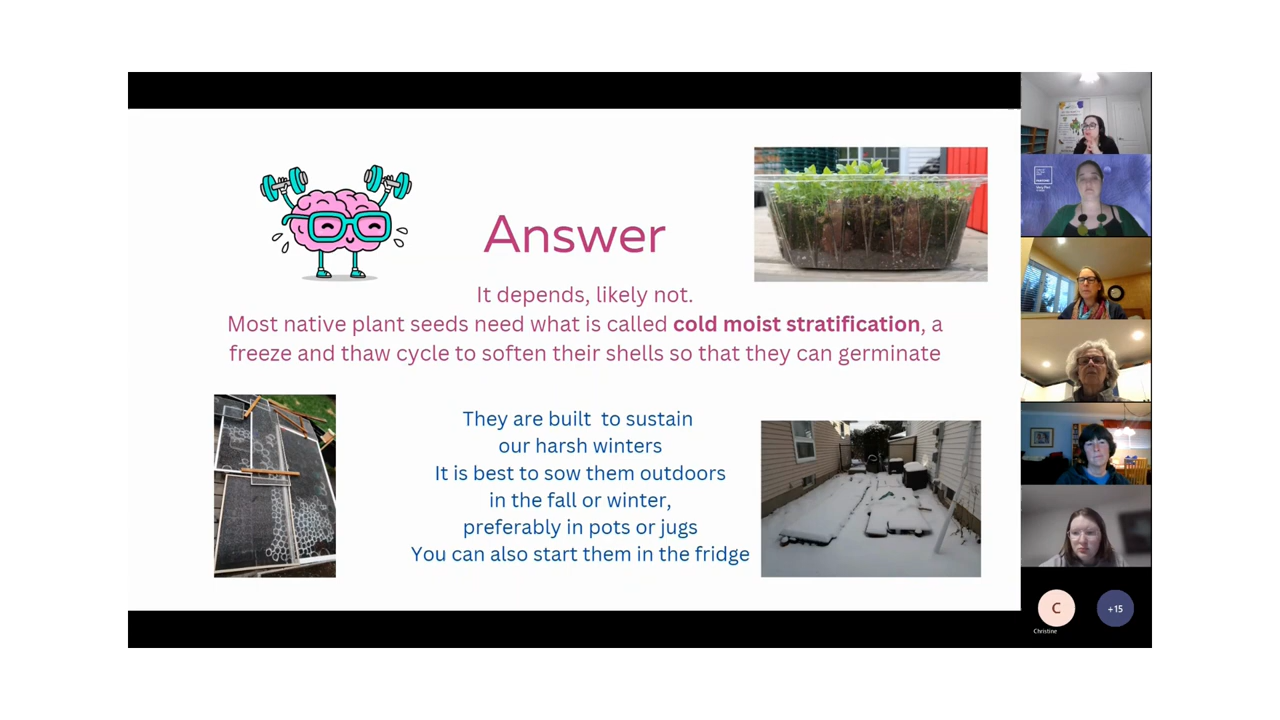 Answer
It depends, likely not.
Most native plant seeds need what is called cold moist stratification, a
freeze and thaw cycle to soften their shells so that they can germinate
They are built to sustain
our harsh winters
It is best to sow them outdoors
in the fall or winter,
preferably in pots or jugs
You can also start them in the fridge
C
+15
Christine